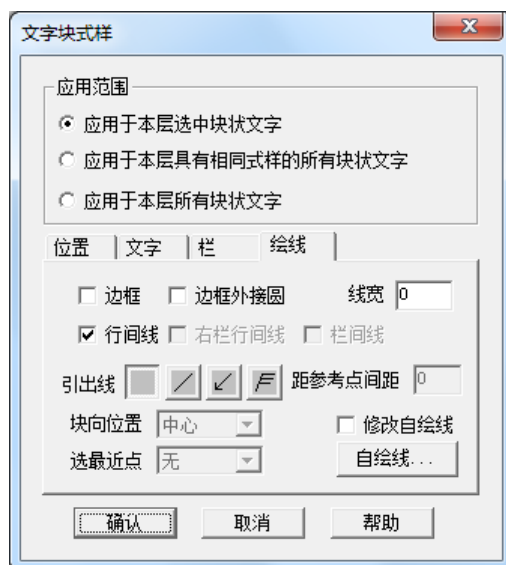 文字块式样
应用范围
应用于本层选中块状文字
应用于本层具有相同式样的所有块状文字
应用于本层所有块状文字
位置 文字 栏 绘线
边框 边框外接圆 线宽 0
行间线 右栏行间线 栏间线
引出线 距参考点间距 0
块向位置 中心 修改自绘线
选最近点 无 自绘线...
确认 取消 帮助